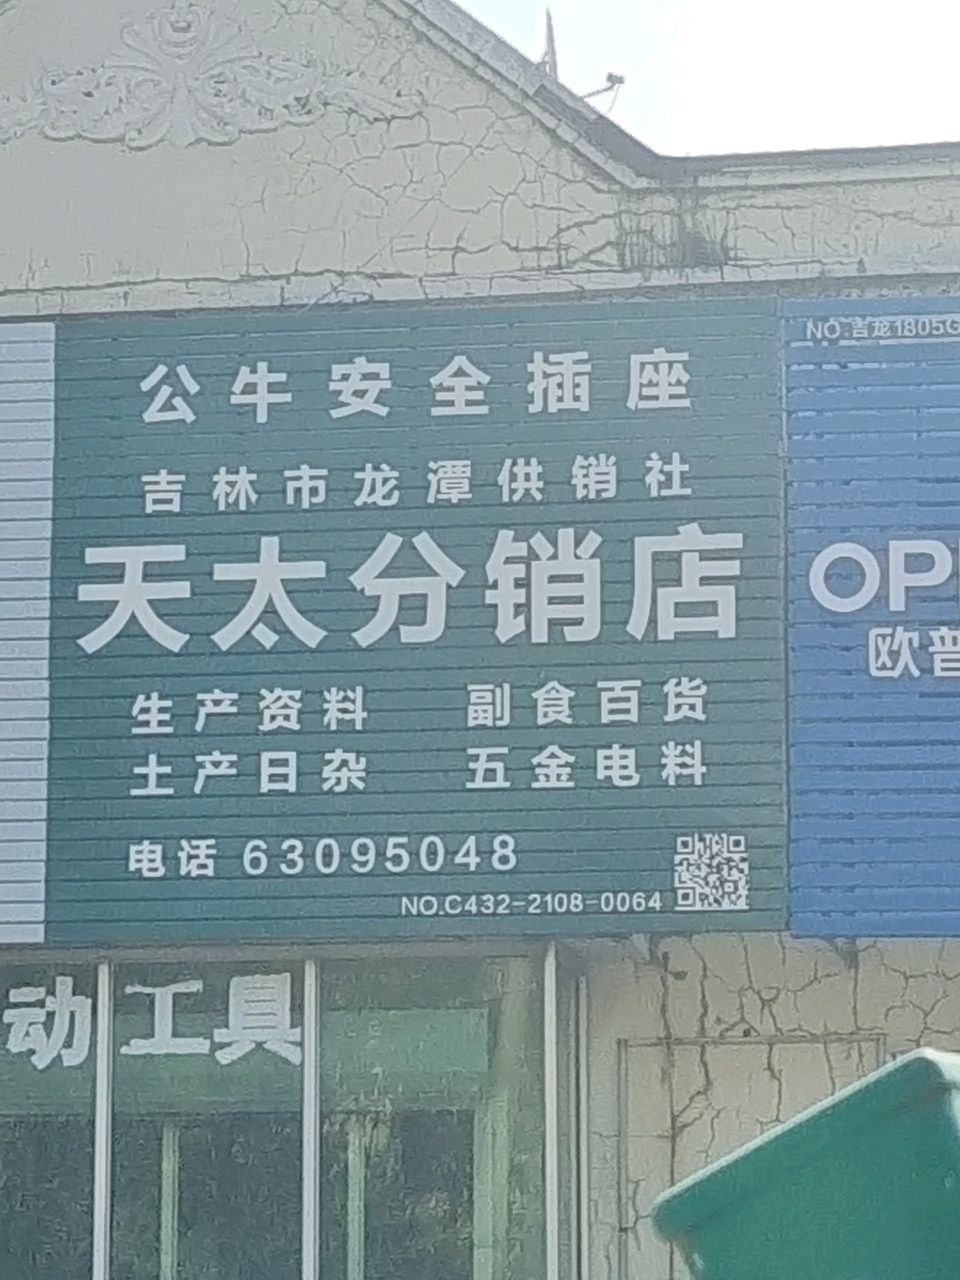 公牛安全插座
吉林市龙潭供销社
天太分销店
生产资料 副食百货
土产日杂 五金电料
电话 63095048
NO.C432-2108-0064
NO.吉龙1805G
OP
欧普
动工具